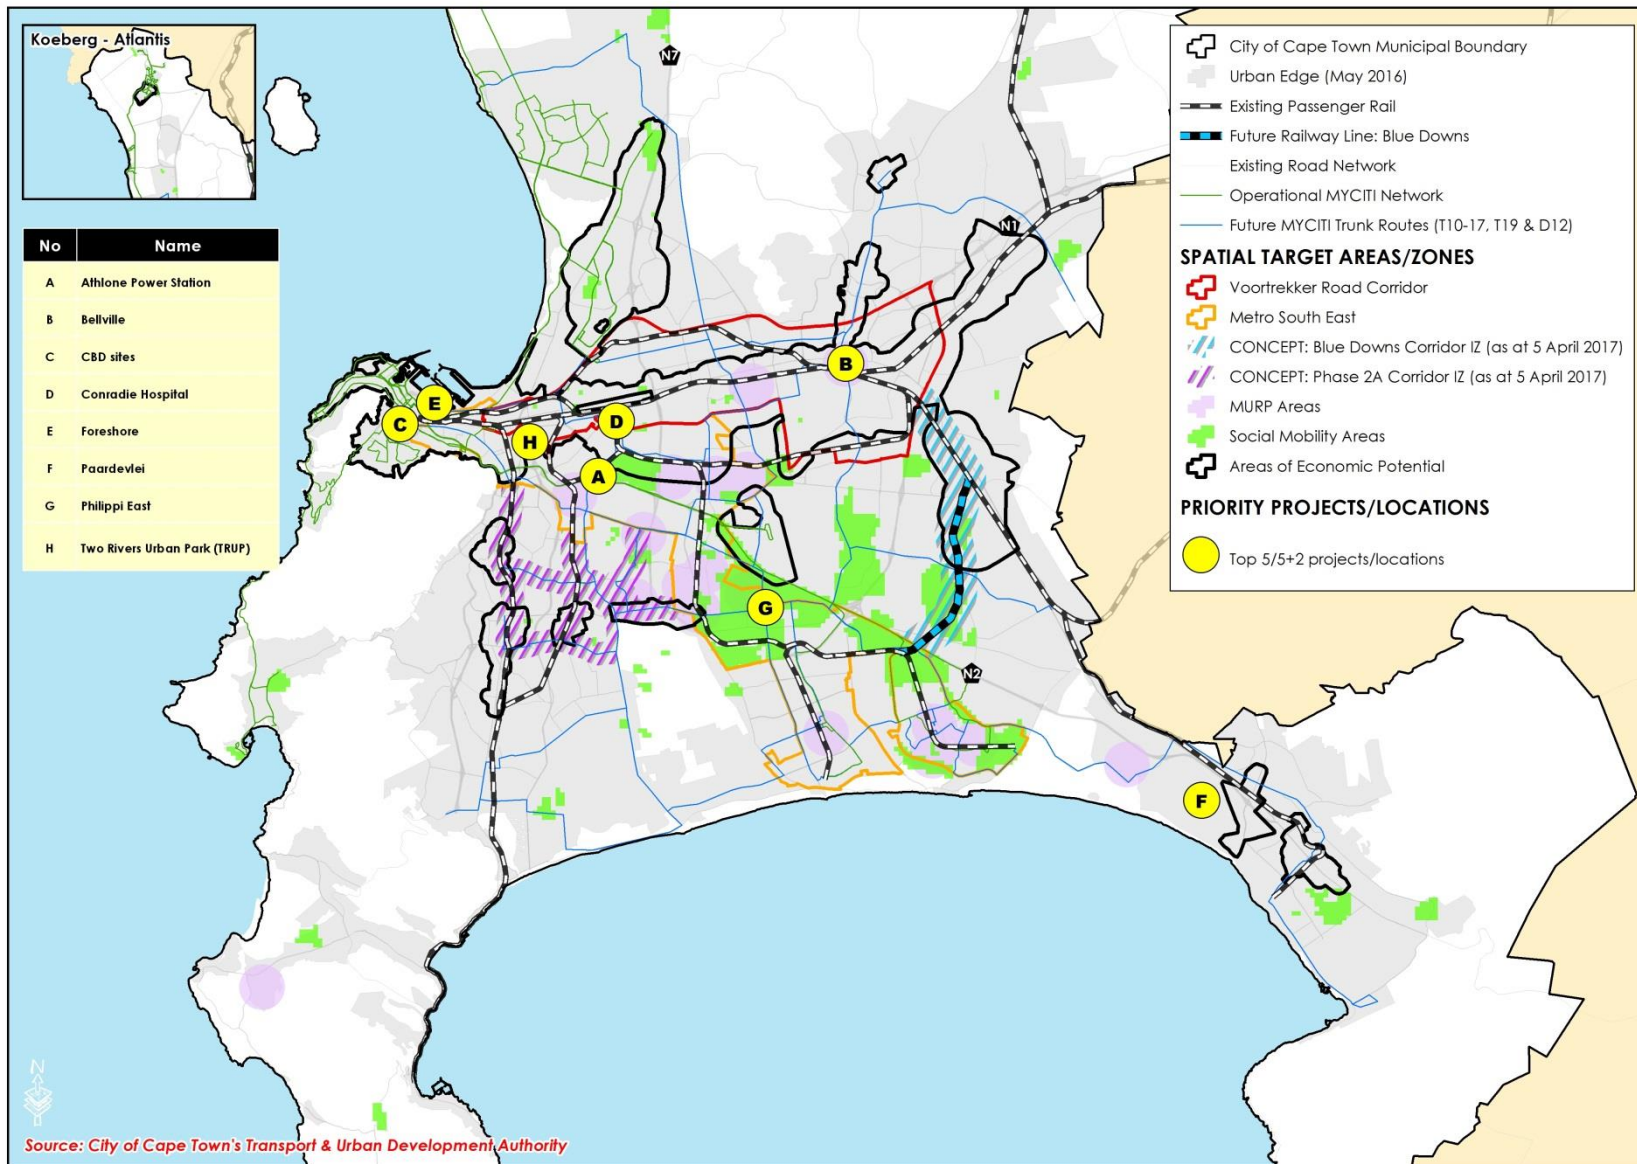 Koeberg - Atlantis
No Name
A Athlone Power Station
B Bellville
C CBD sites
D Conradie Hospital
E Foreshore
F Paardevlei
G Philippi East
H Two Rivers Urban Park (TRUP)
City of Cape Town Municipal Boundary
Urban Edge (May 2016)
Existing Passenger Rail
Future Railway Line: Blue Downs
Existing Road Network
Operational MYCITI Network
Future MYCITI Trunk Routes (T10-17, T19 & D12)
SPATIAL TARGET AREAS/ZONES
Voortrekker Road Corridor
Metro South East
CONCEPT: Blue Downs Corridor IZ (as at 5 April 2017)
CONCEPT: Phase 2A Corridor IZ (as at 5 April 2017)
MURP Areas
Social Mobility Areas
Areas of Economic Potential
PRIORITY PROJECTS/LOCATIONS
Top 5/5+2 projects/locations
N7
N1
B
E
C
D
H
A
G
N2
F
N
Source: City of Cape Town's Transport & Urban Development Authority